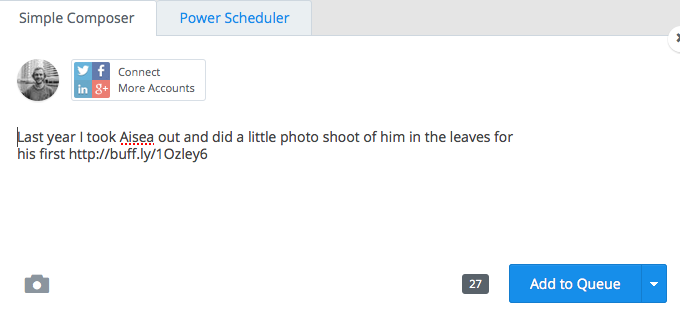 Simple Composer
Power Scheduler
Connect
More Accounts
in g+
Last year I took Aisea out and did a little photo shoot of him in the leaves for
his first http://buff.ly/1Ozley6
27
Add to Queue